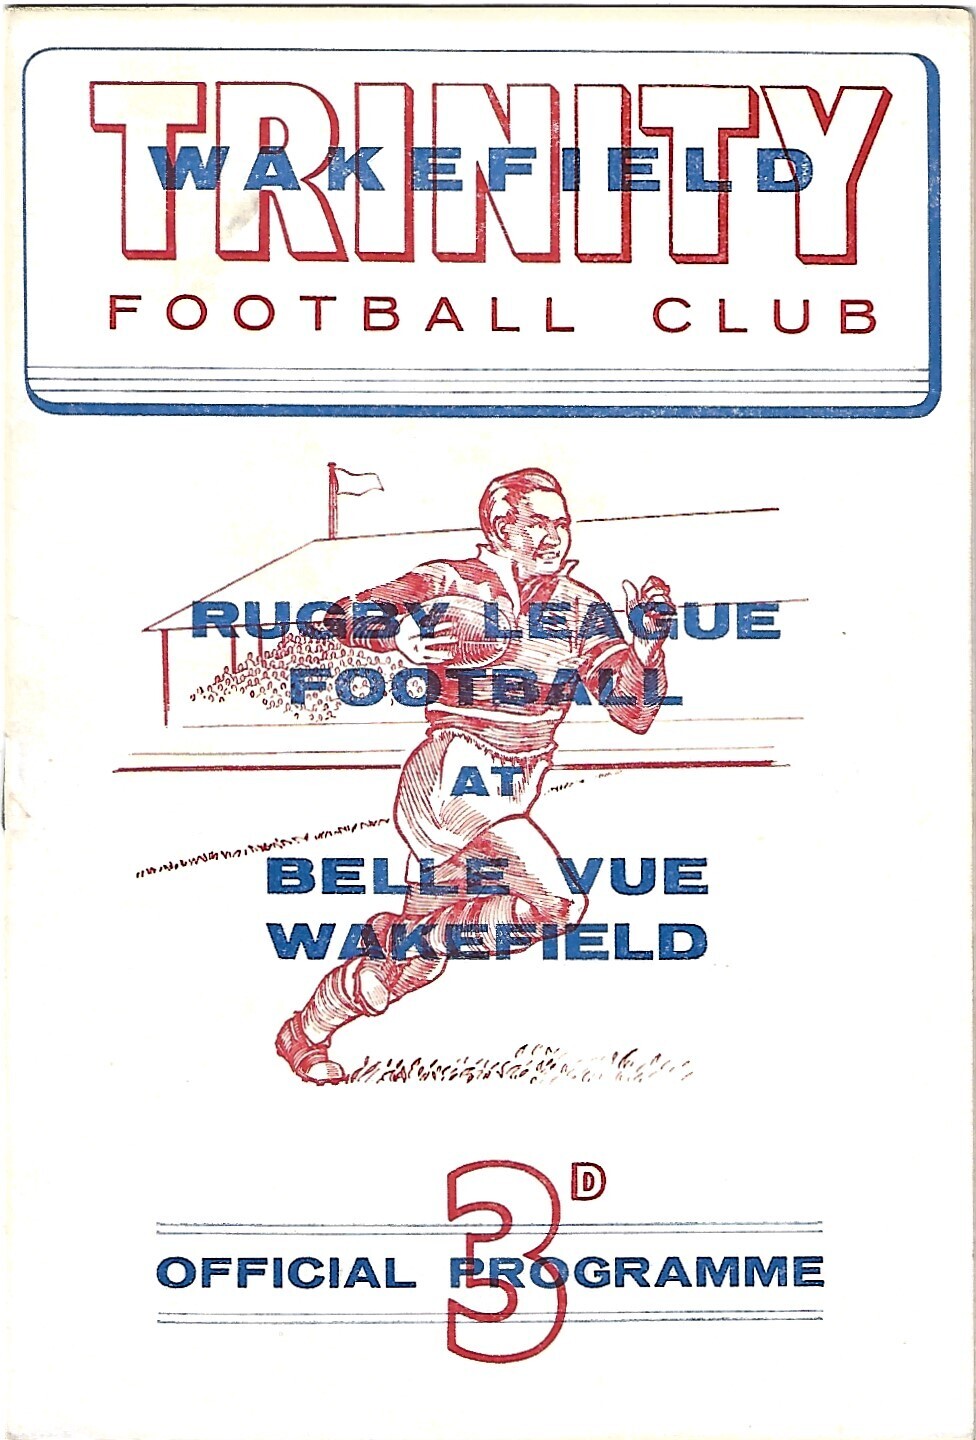 WAKEFIELD
TRINITY
FOOTBALL CLUB
RUGBY LEAGUE
FOOTBALL
AT
BELLE VUE
WAKEFIELD
3D
OFFICIAL PROGRAMME